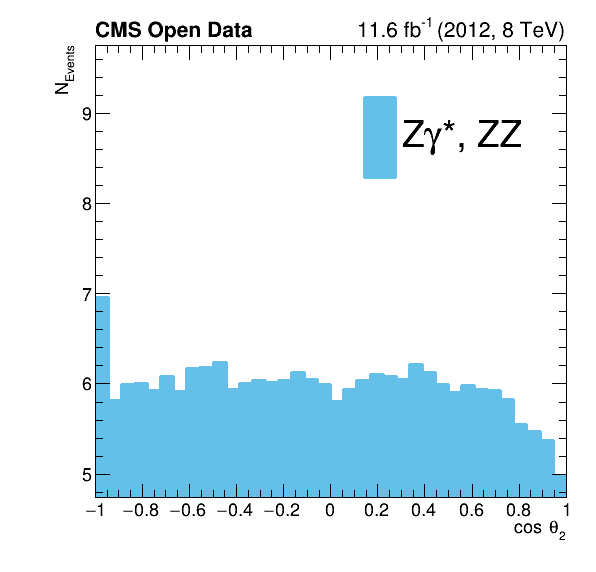 CMS Open Data 11.6 fb⁻¹ (2012, 8 TeV)
N_Events
9
Zγ*, ZZ
8
7
6
5
−1 −0.8 −0.6 −0.4 −0.2 0 0.2 0.4 0.6 0.8 1
cos θ₂